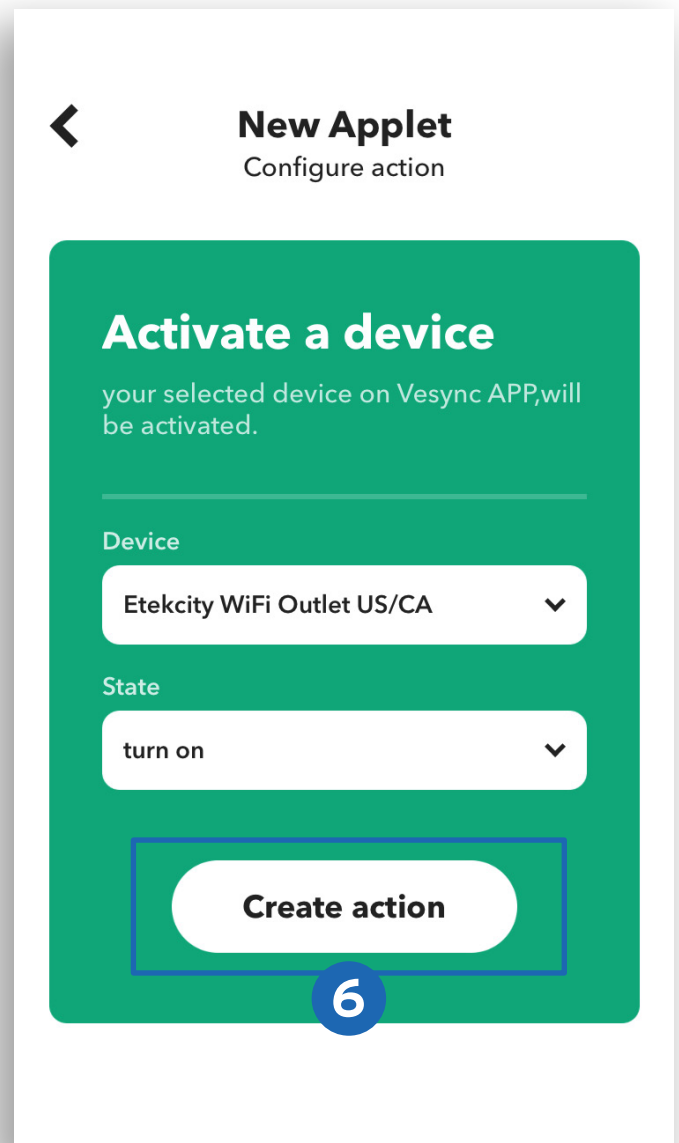 New Applet
Configure action
Activate a device
your selected device on Vesync APP,will
be activated.
Device
Etekcity WiFi Outlet US/CA
State
turn on
Create action
6